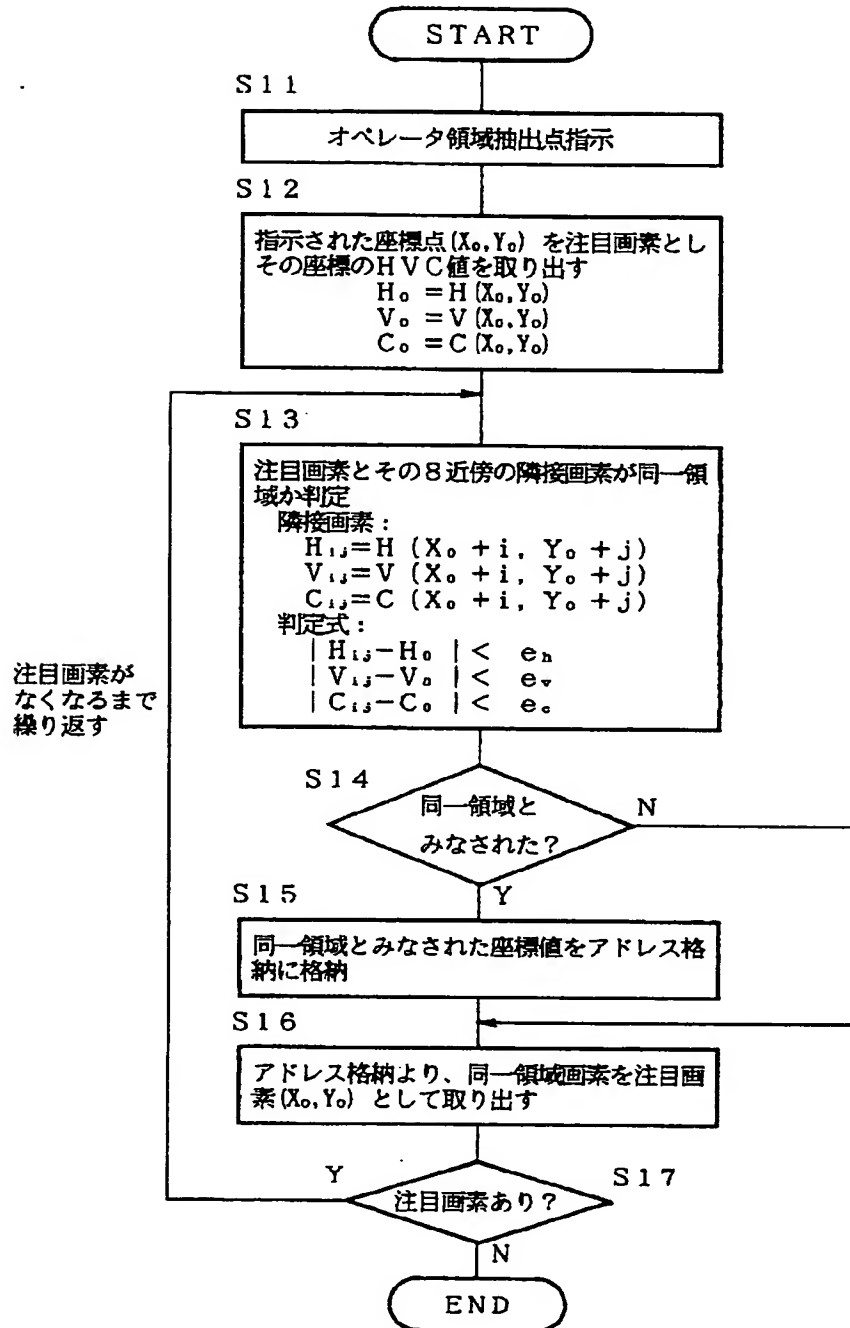 START
S11
オペレータ領域抽出点指示
S12
指示された座標点(X₀,Y₀) を注目画素とし
その座標のHVC値を取り出す
H₀ =H(X₀,Y₀)
V₀ =V(X₀,Y₀)
C₀ =C(X₀,Y₀)
S13
注目画素とその8近傍の隣接画素が同一領
域か判定
隣接画素：
Hᵢⱼ=H (X₀ +i, Y₀ +j)
Vᵢⱼ=V (X₀ +i, Y₀ +j)
Cᵢⱼ=C (X₀ +i, Y₀ +j)
判定式：
| Hᵢⱼ−H₀ | < eₕ
| Vᵢⱼ−V₀ | < eᵥ
| Cᵢⱼ−C₀ | < e꜀
注目画素が
なくなるまで
繰り返す
S14
同一領域と
みなされた？
N
Y
S15
同一領域とみなされた座標値をアドレス格
納に格納
S16
アドレス格納より、同一領域画素を注目画
素(X₀,Y₀) として取り出す
Y
S17
注目画素あり？
N
END